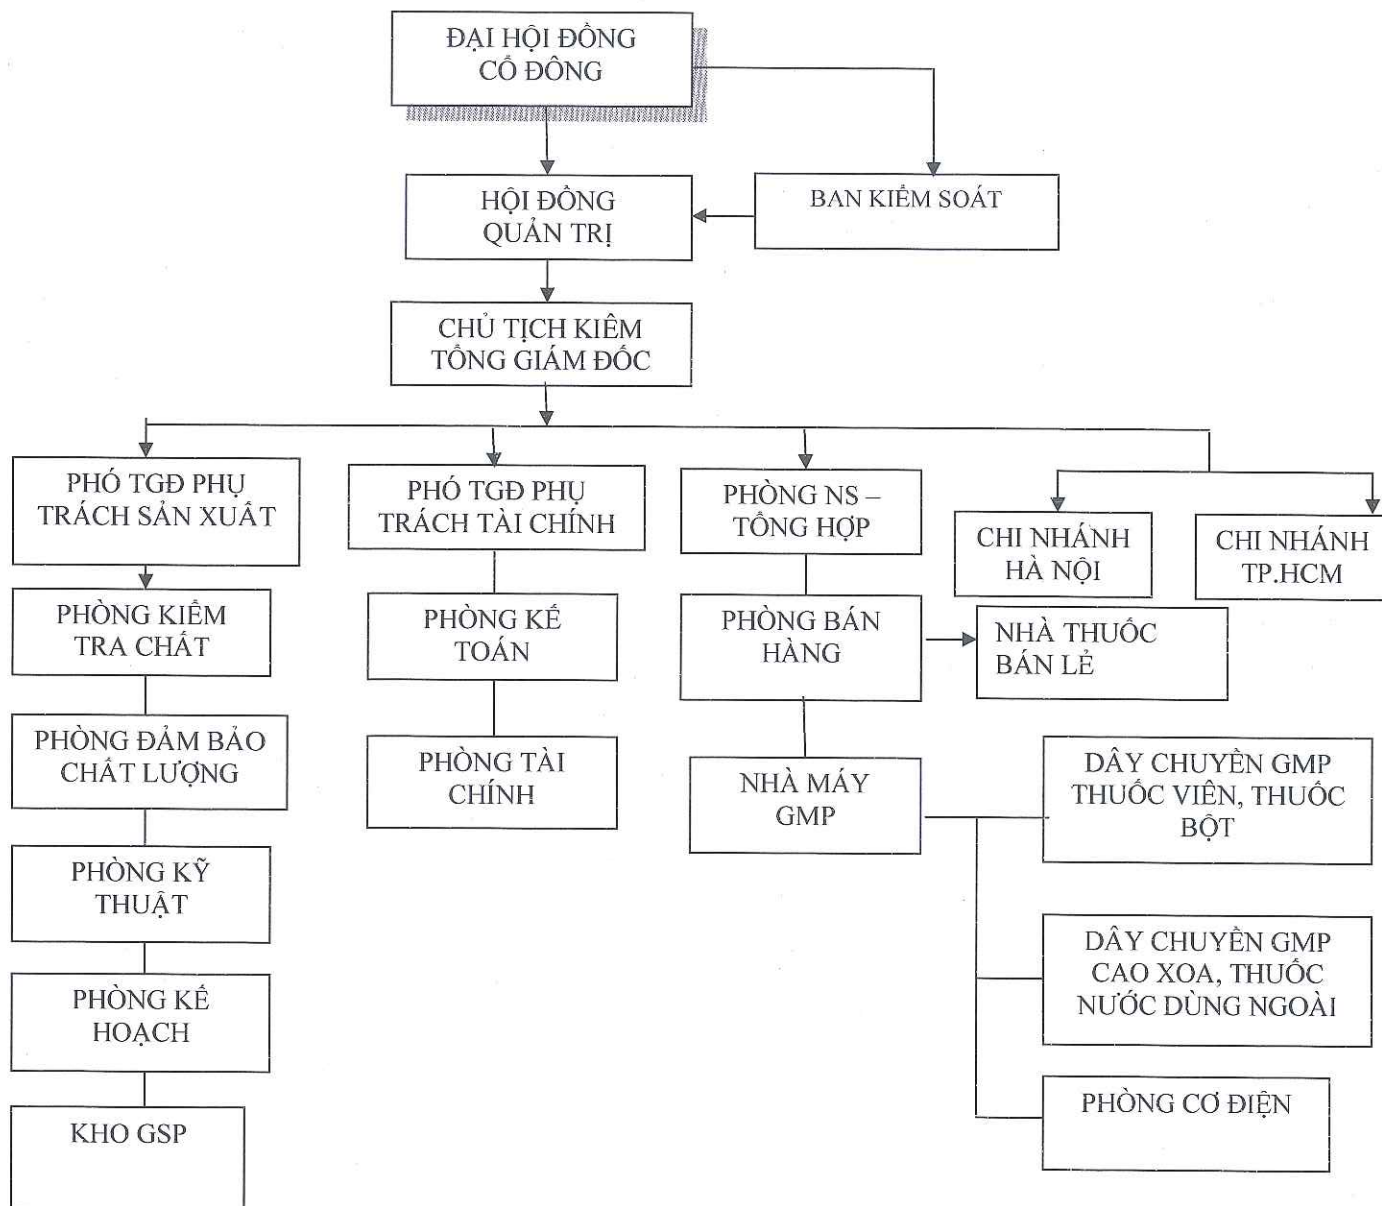 ĐẠI HỘI ĐỒNG
CỔ ĐÔNG
HỘI ĐỒNG
QUẢN TRỊ
BAN KIỂM SOÁT
CHỦ TỊCH KIÊM
TỔNG GIÁM ĐỐC
PHÓ TGĐ PHỤ
TRÁCH SẢN XUẤT
PHÓ TGĐ PHỤ
TRÁCH TÀI CHÍNH
PHÒNG NS –
TỔNG HỢP
CHI NHÁNH
HÀ NỘI
CHI NHÁNH
TP.HCM
PHÒNG KIỂM
TRA CHẤT
PHÒNG KẾ
TOÁN
PHÒNG BÁN
HÀNG
NHÀ THUỐC
BÁN LẺ
PHÒNG ĐẢM BẢO
CHẤT LƯỢNG
PHÒNG TÀI
CHÍNH
NHÀ MÁY
GMP
DÂY CHUYỀN GMP
THUỐC VIÊN, THUỐC
BỘT
PHÒNG KỸ
THUẬT
DÂY CHUYỀN GMP
CAO XOA, THUỐC
NƯỚC DÙNG NGOÀI
PHÒNG KẾ
HOẠCH
PHÒNG CƠ ĐIỆN
KHO GSP